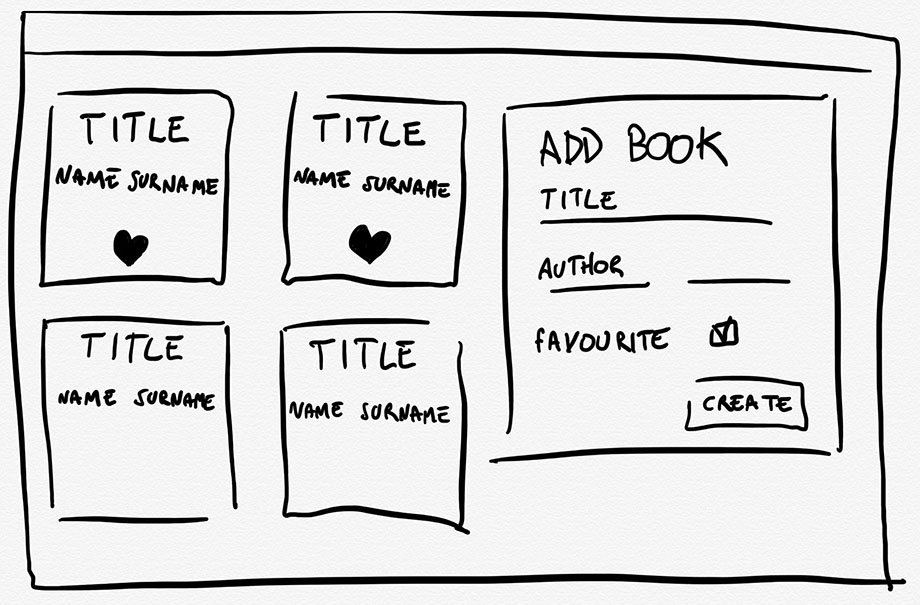 TITLE
NAME SURNAME
TITLE
NAME SURNAME
TITLE
NAME SURNAME
TITLE
NAME SURNAME
ADD BOOK
TITLE
AUTHOR
FAVOURITE
CREATE